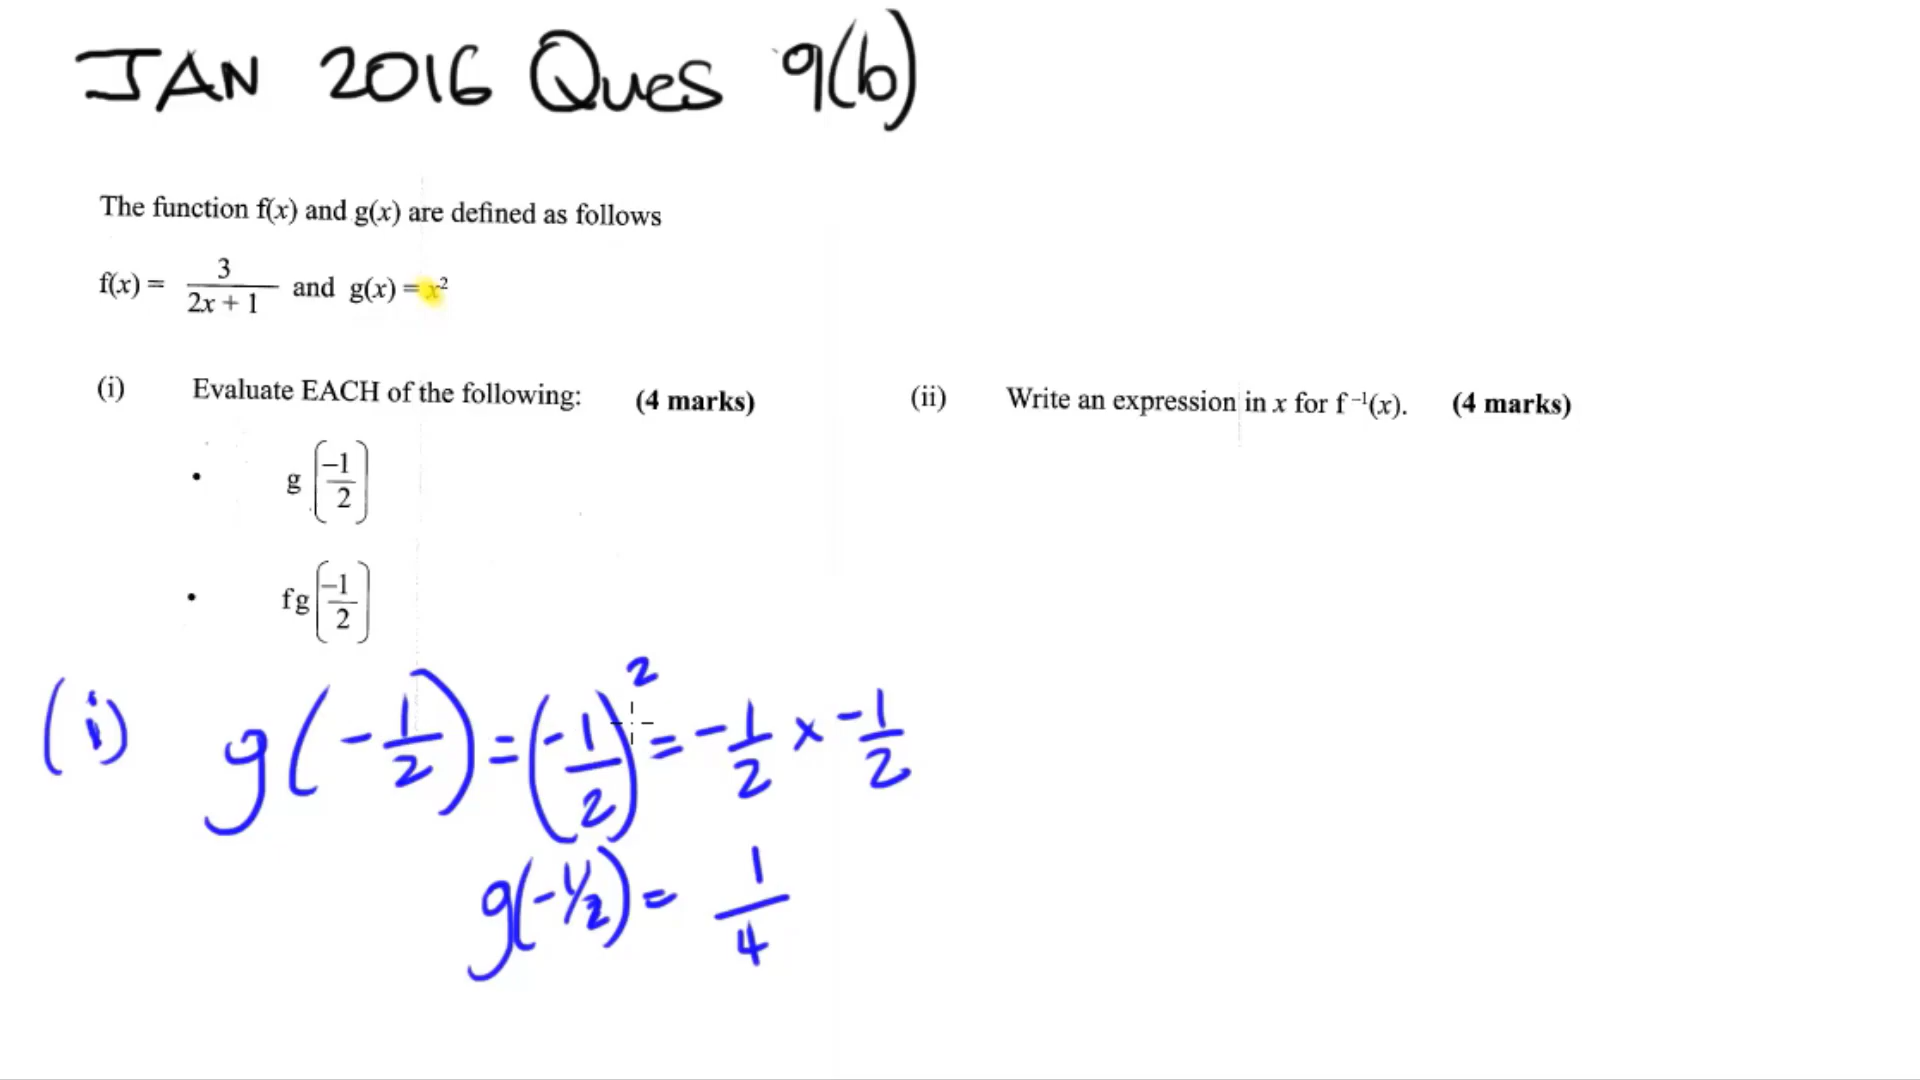 JAN 2016 Ques 9(b)
The function f(x) and g(x) are defined as follows
f(x) = 3/(2x + 1) and g(x) = x²
(i) Evaluate EACH of the following: (4 marks)
• g(–1/2)
• fg(–1/2)
(ii) Write an expression in x for f⁻¹(x). (4 marks)
(i) g(-1/2) = (-1/2)² = -1/2 × -1/2
g(-1/2) = 1/4